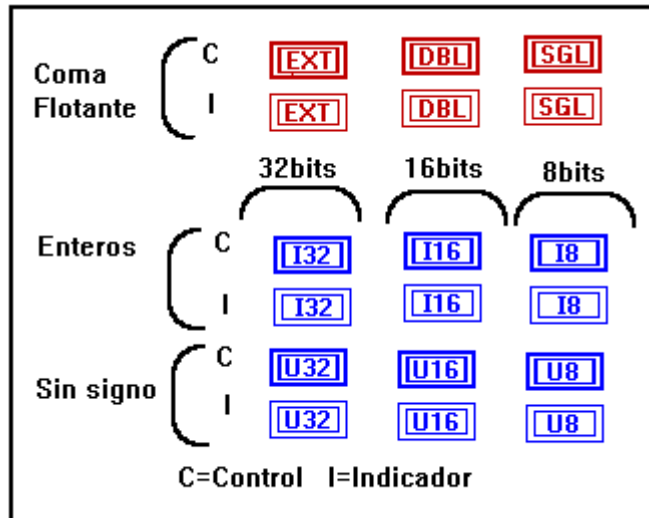 Coma Flotante
C EXT DBL SGL
I EXT DBL SGL
32bits 16bits 8bits
Enteros
C I32 I16 I8
I I32 I16 I8
Sin signo
C U32 U16 U8
I U32 U16 U8
C=Control I=Indicador